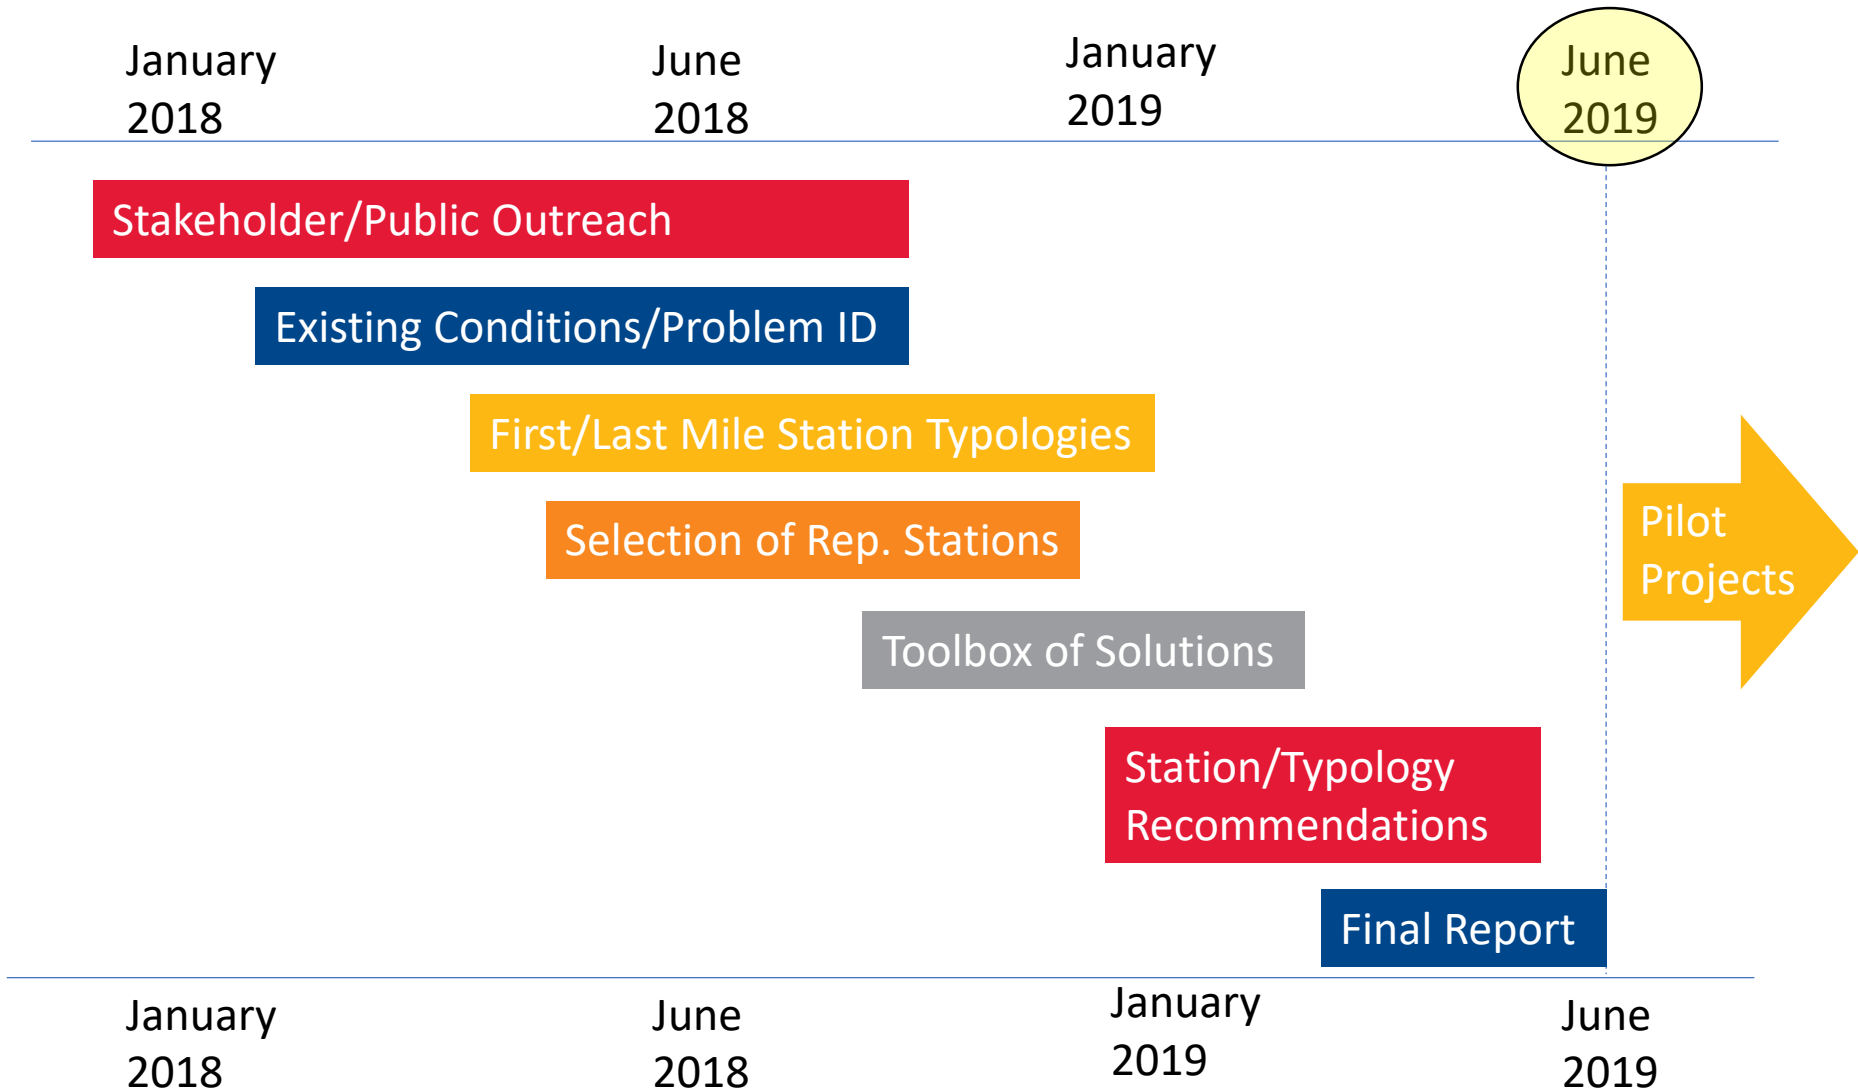 January
2018
June
2018
January
2019
June
2019
Stakeholder/Public Outreach
Existing Conditions/Problem ID
First/Last Mile Station Typologies
Selection of Rep. Stations
Pilot
Projects
Toolbox of Solutions
Station/Typology
Recommendations
Final Report
January
2018
June
2018
January
2019
June
2019